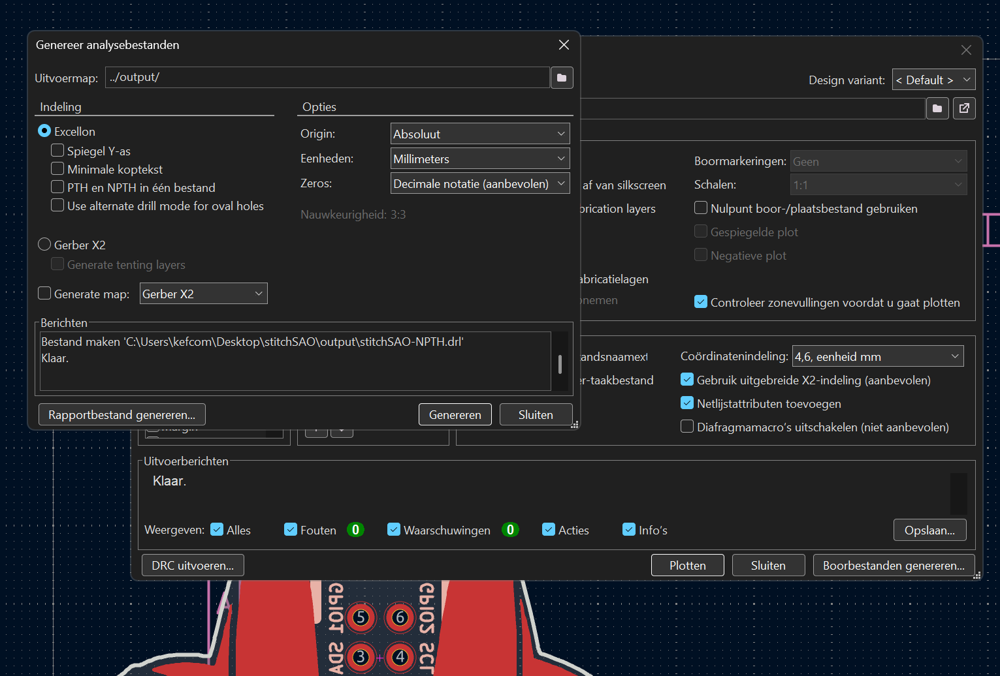 Genereer analysebestanden
Uitvoermap: ../output/
Indeling
Excellon
Spiegel Y-as
Minimale koptekst
PTH en NPTH in één bestand
Use alternate drill mode for oval holes
Gerber X2
Generate tenting layers
Generate map: Gerber X2
Opties
Origin: Absoluut
Eenheden: Millimeters
Zeros: Decimale notatie (aanbevolen)
Nauwkeurigheid: 3:3
Berichten
Bestand maken 'C:\Users\kefcom\Desktop\stitchSAO\output\stitchSAO-NPTH.drl'
Klaar.
Rapportbestand genereren...
Genereren
Sluiten
Design variant: < Default >
af van silkscreen
brication layers
abricatielagen
nemen
Boormarkeringen: Geen
Schalen: 1:1
Nulpunt boor-/plaatsbestand gebruiken
Gespiegelde plot
Negatieve plot
Controleer zonevullingen voordat u gaat plotten
andsnaamext
er-taakbestand
Coördinatenindeling: 4,6, eenheid mm
Gebruik uitgebreide X2-indeling (aanbevolen)
Netlijstattributen toevoegen
Diafragmamacro's uitschakelen (niet aanbevolen)
Margin
Uitvoerberichten
Klaar.
Weergeven: Alles Fouten 0 Waarschuwingen 0 Acties Info's
Opslaan...
DRC uitvoeren...
Plotten
Sluiten
Boorbestanden genereren...
GPIO1 5 6 GPIO2
SDA 3 4 SCL